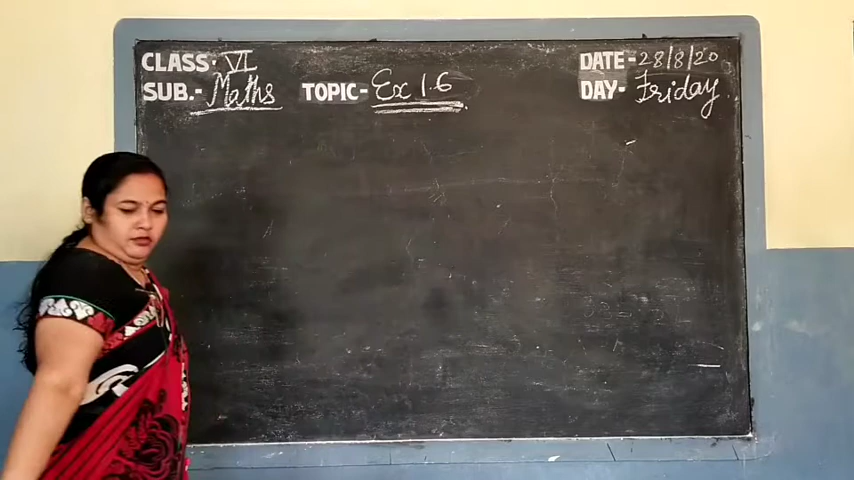 CLASS. VI TOPIC- Ex 1.6 DATE- 28/8/20
SUB.- Maths DAY- Friday